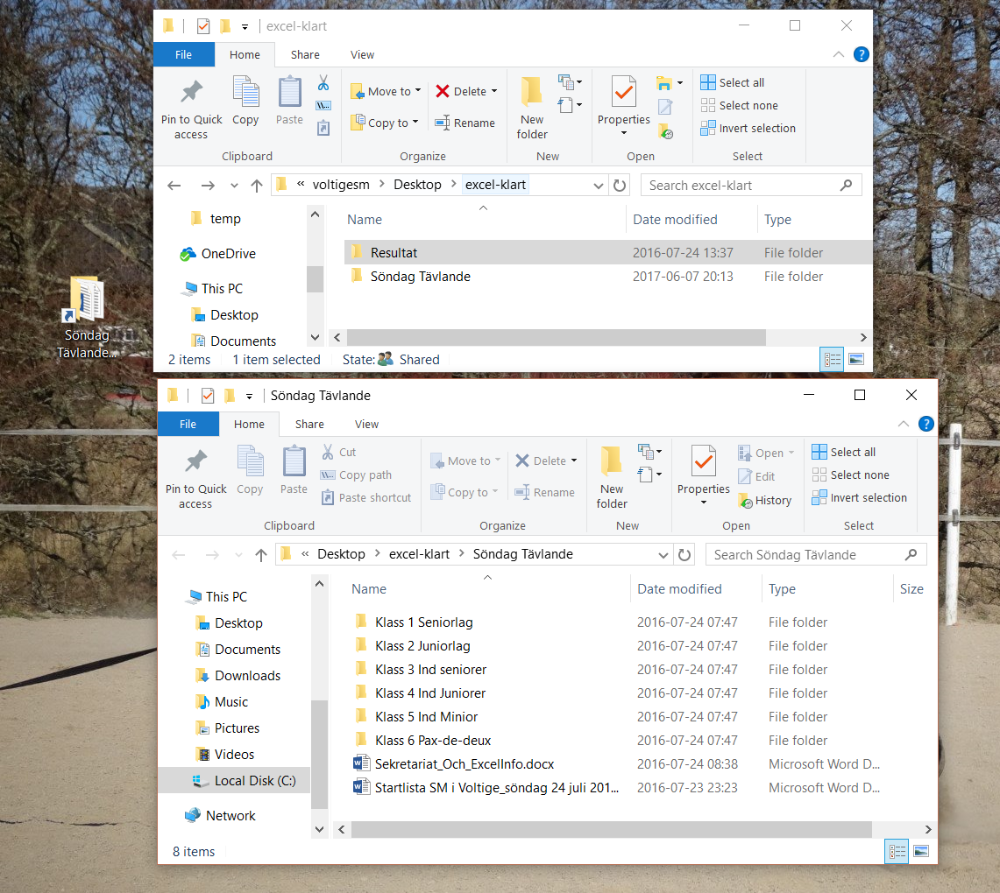 excel-klart
File Home Share View
Pin to Quick access
Copy
Paste
Move to
Copy to
Delete
Rename
New folder
Properties
Select all
Select none
Invert selection
Clipboard Organize New Open Select
« voltigesm > Desktop > excel-klart
Search excel-klart
temp
OneDrive
This PC
Desktop
Documents
Name Date modified Type
Resultat 2016-07-24 13:37 File folder
Söndag Tävlande 2017-06-07 20:13 File folder
2 items 1 item selected State: Shared
Söndag
Tävlande...
Söndag Tävlande
File Home Share View
Pin to Quick access
Copy
Paste
Cut
Copy path
Paste shortcut
Move to
Copy to
Delete
Rename
New folder
Properties
Open
Edit
History
Select all
Select none
Invert selection
Clipboard Organize New Open Select
« Desktop > excel-klart > Söndag Tävlande
Search Söndag Tävlande
This PC
Desktop
Documents
Downloads
Music
Pictures
Videos
Local Disk (C:)
Network
Name Date modified Type Size
Klass 1 Seniorlag 2016-07-24 07:47 File folder
Klass 2 Juniorlag 2016-07-24 07:47 File folder
Klass 3 Ind seniorer 2016-07-24 07:47 File folder
Klass 4 Ind Juniorer 2016-07-24 07:47 File folder
Klass 5 Ind Minior 2016-07-24 07:47 File folder
Klass 6 Pax-de-deux 2016-07-24 07:47 File folder
Sekretariat_Och_ExcelInfo.docx 2016-07-24 08:38 Microsoft Word D...
Startlista SM i Voltige_söndag 24 juli 201... 2016-07-23 23:23 Microsoft Word D...
8 items